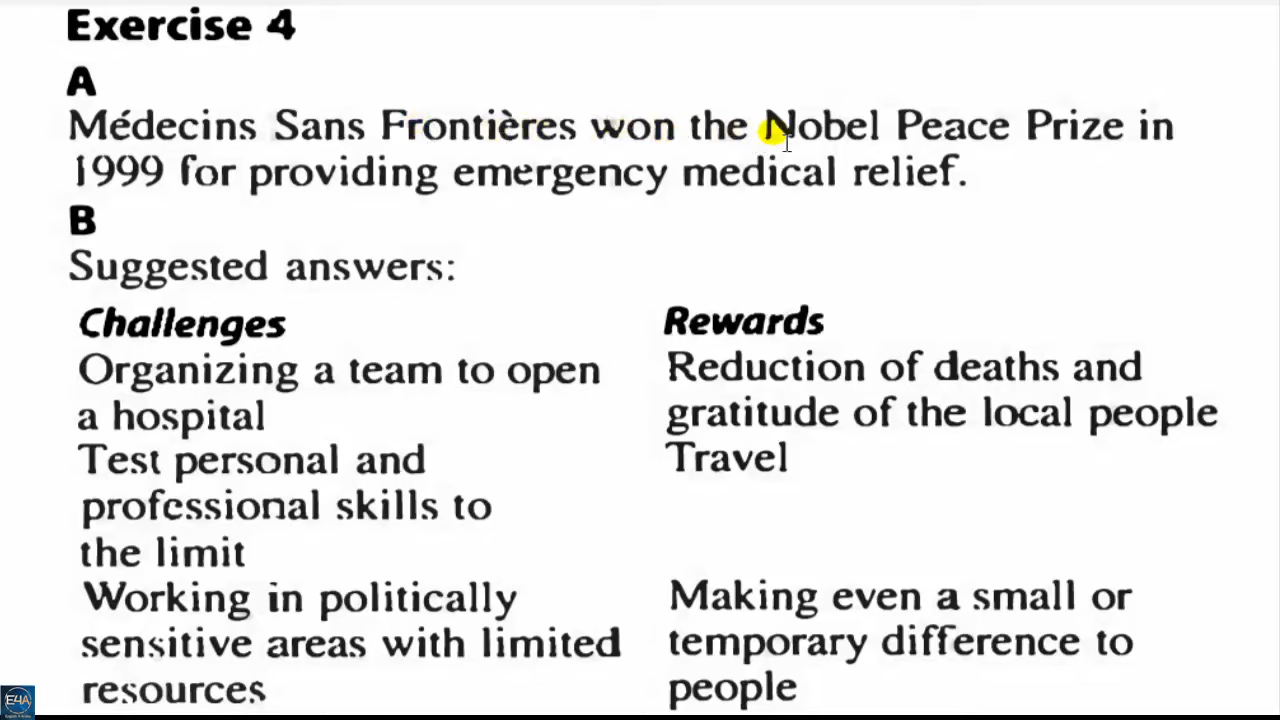 Exercise 4
A
Médecins Sans Frontières won the Nobel Peace Prize in
1999 for providing emergency medical relief.
B
Suggested answers:
Challenges
Organizing a team to open
a hospital
Test personal and
professional skills to
the limit
Working in politically
sensitive areas with limited
resources
Rewards
Reduction of deaths and
gratitude of the local people
Travel
Making even a small or
temporary difference to
people
E4A